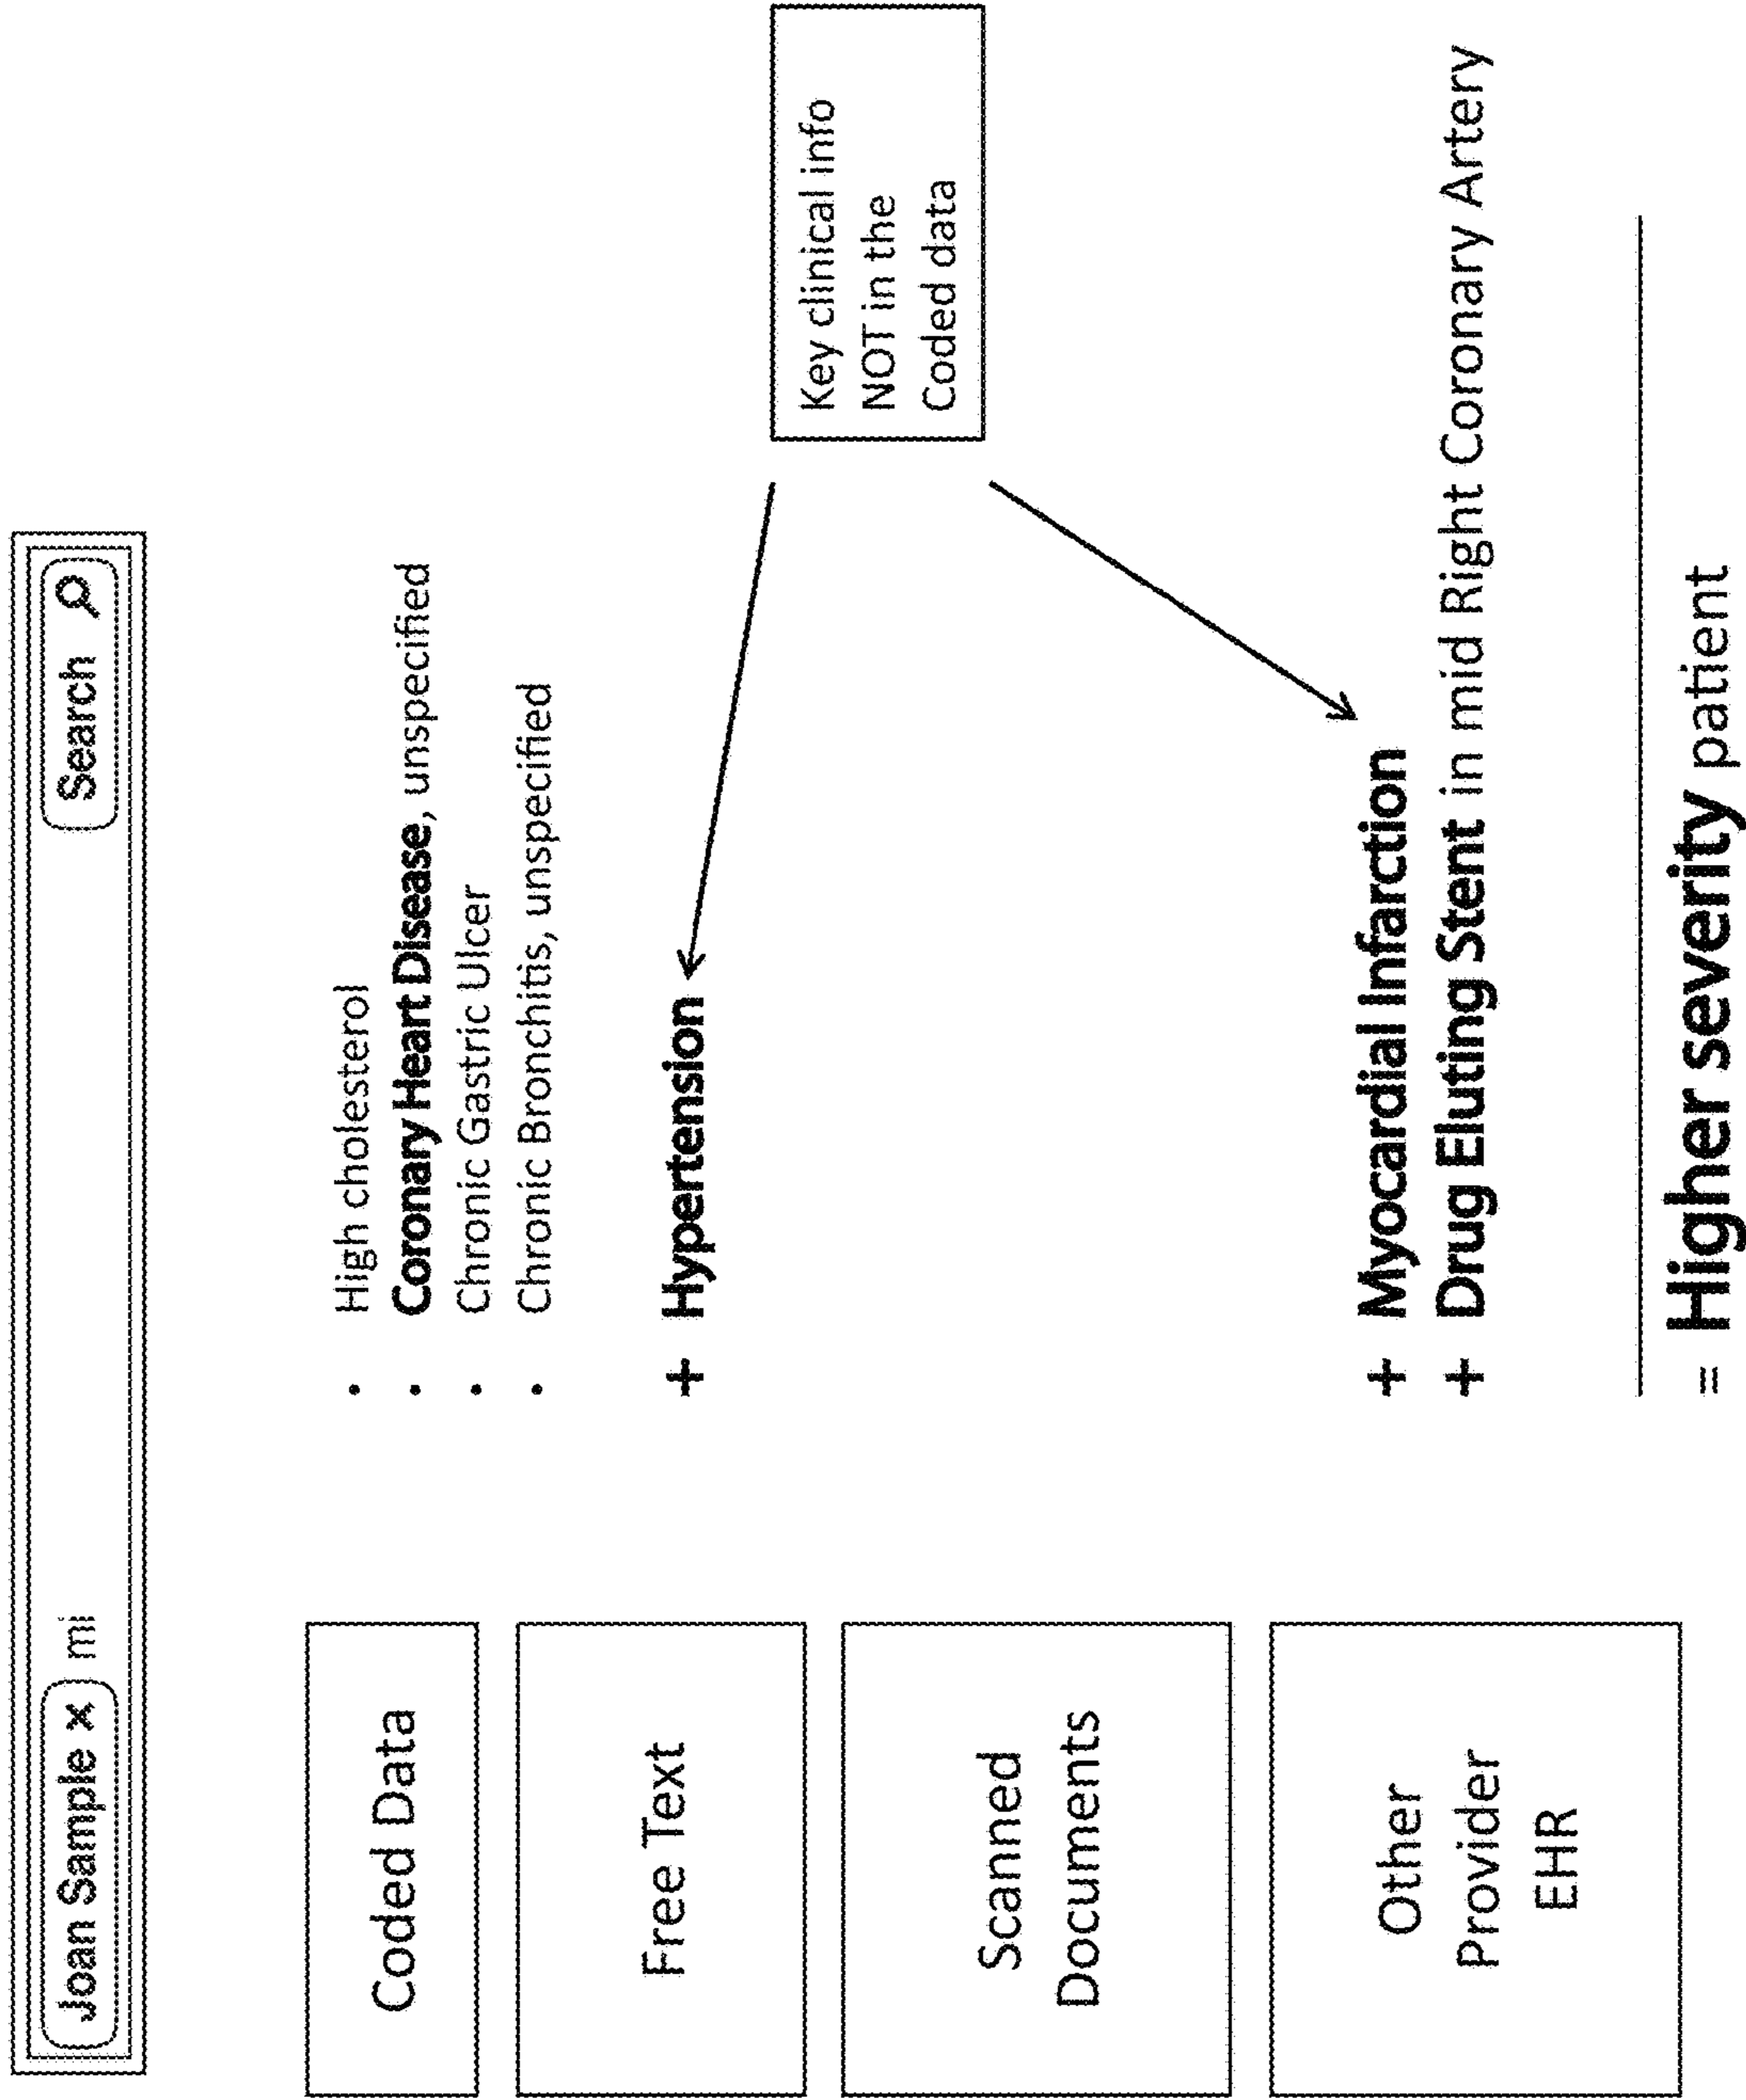 Joan Sample x mi Search
Coded Data
• High cholesterol
• Coronary Heart Disease, unspecified
• Chronic Gastric Ulcer
• Chronic Bronchitis, unspecified
Free Text
+ Hypertension
Key clinical info
NOT in the
Coded data
Scanned
Documents
Other
Provider
EHR
+ Myocardial Infarction
+ Drug Eluting Stent in mid Right Coronary Artery
= Higher severity patient